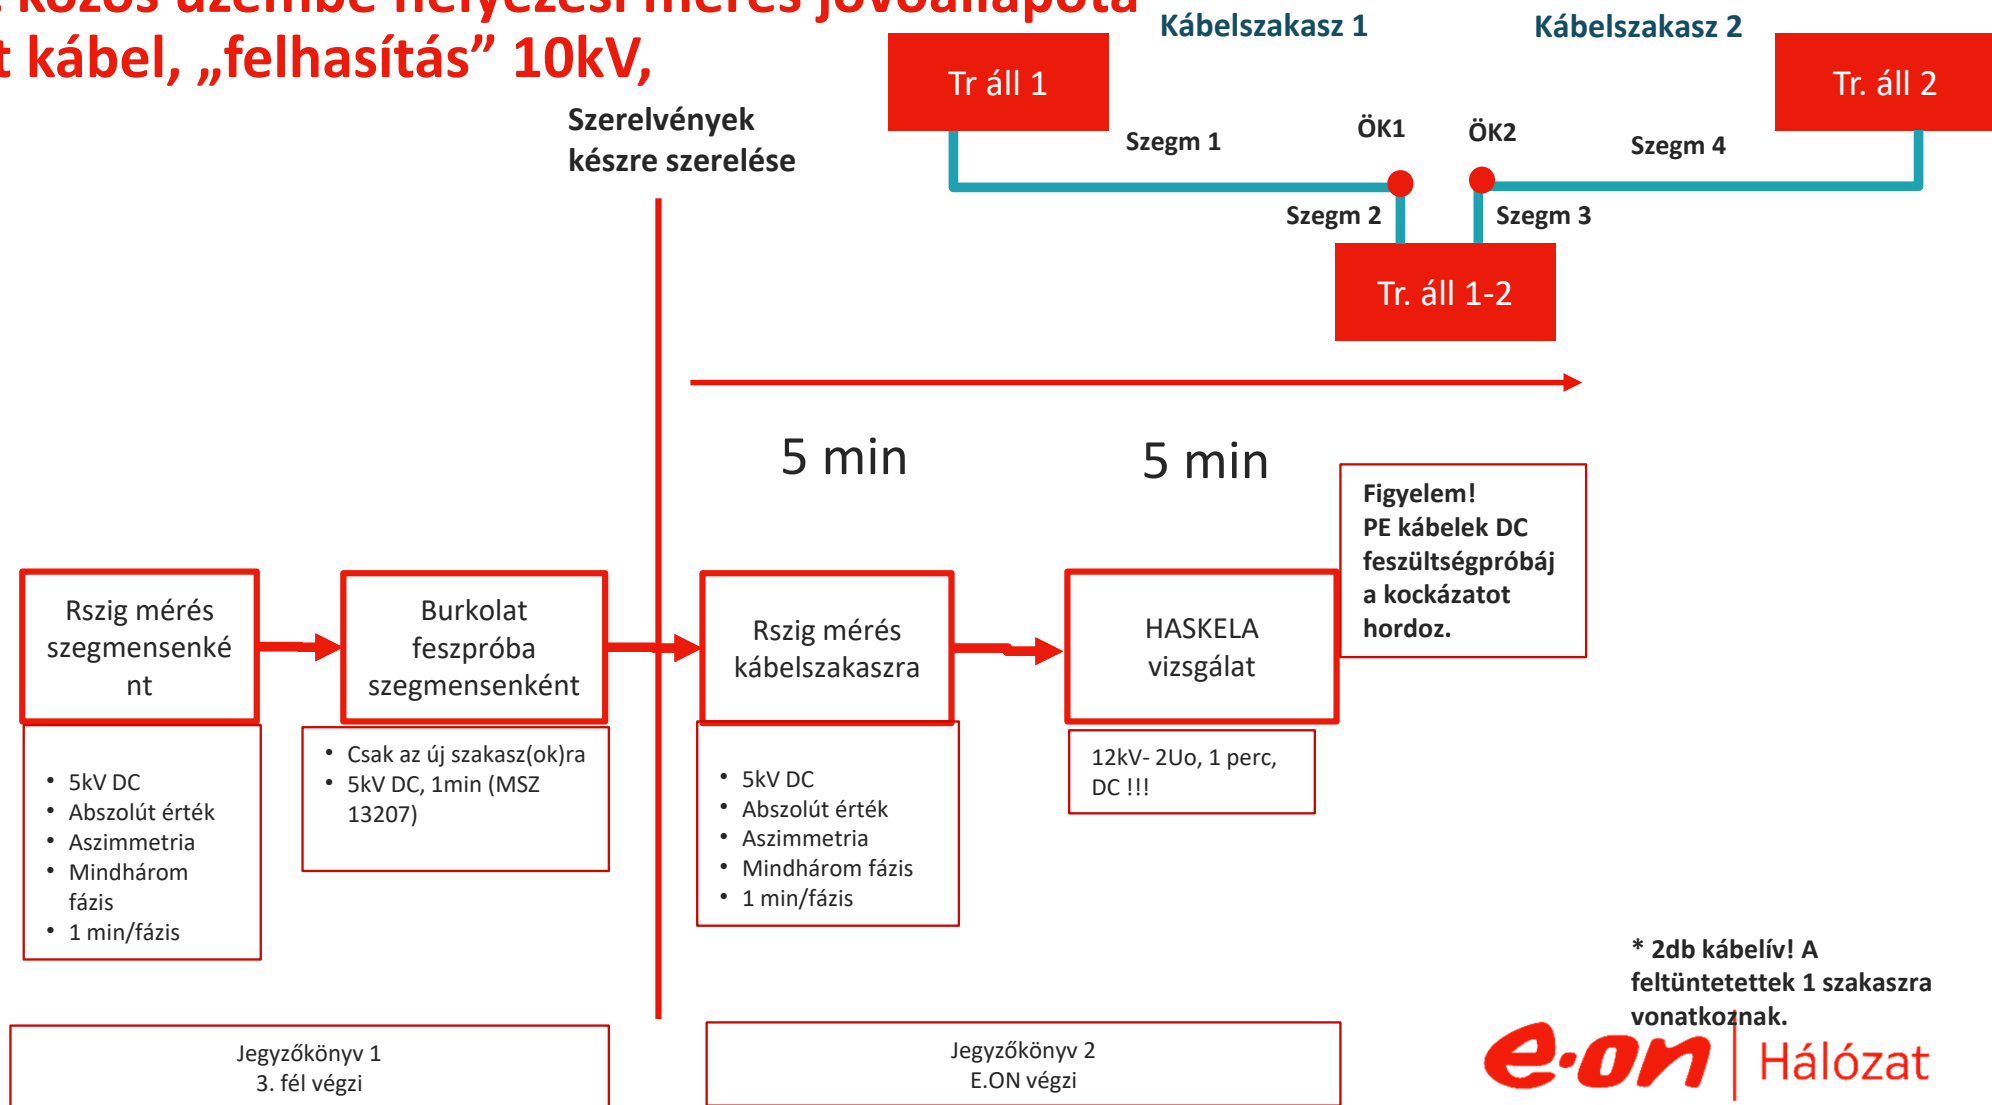 közös üzembe helyezési mérés jövőállapota
t kábel, „felhasítás” 10kV,
Kábelszakasz 1
Kábelszakasz 2
Tr áll 1
Tr. áll 2
Szerelvények
készre szerelése
Szegm 1
ÖK1
ÖK2
Szegm 4
Szegm 2
Szegm 3
Tr. áll 1-2
5 min
5 min
Figyelem!
PE kábelek DC
feszültségpróbáj
a kockázatot
hordoz.
Rszig mérés
szegmensenké
nt
Burkolat
feszpróba
szegmensenként
Rszig mérés
kábelszakaszra
HASKELA
vizsgálat
• 5kV DC
• Abszolút érték
• Aszimmetria
• Mindhárom
fázis
• 1 min/fázis
• Csak az új szakasz(ok)ra
• 5kV DC, 1min (MSZ
13207)
• 5kV DC
• Abszolút érték
• Aszimmetria
• Mindhárom fázis
• 1 min/fázis
12kV- 2Uo, 1 perc,
DC !!!
* 2db kábelív! A
feltüntetettek 1 szakaszra
vonatkoznak.
Jegyzőkönyv 1
3. fél végzi
Jegyzőkönyv 2
E.ON végzi
e·on Hálózat